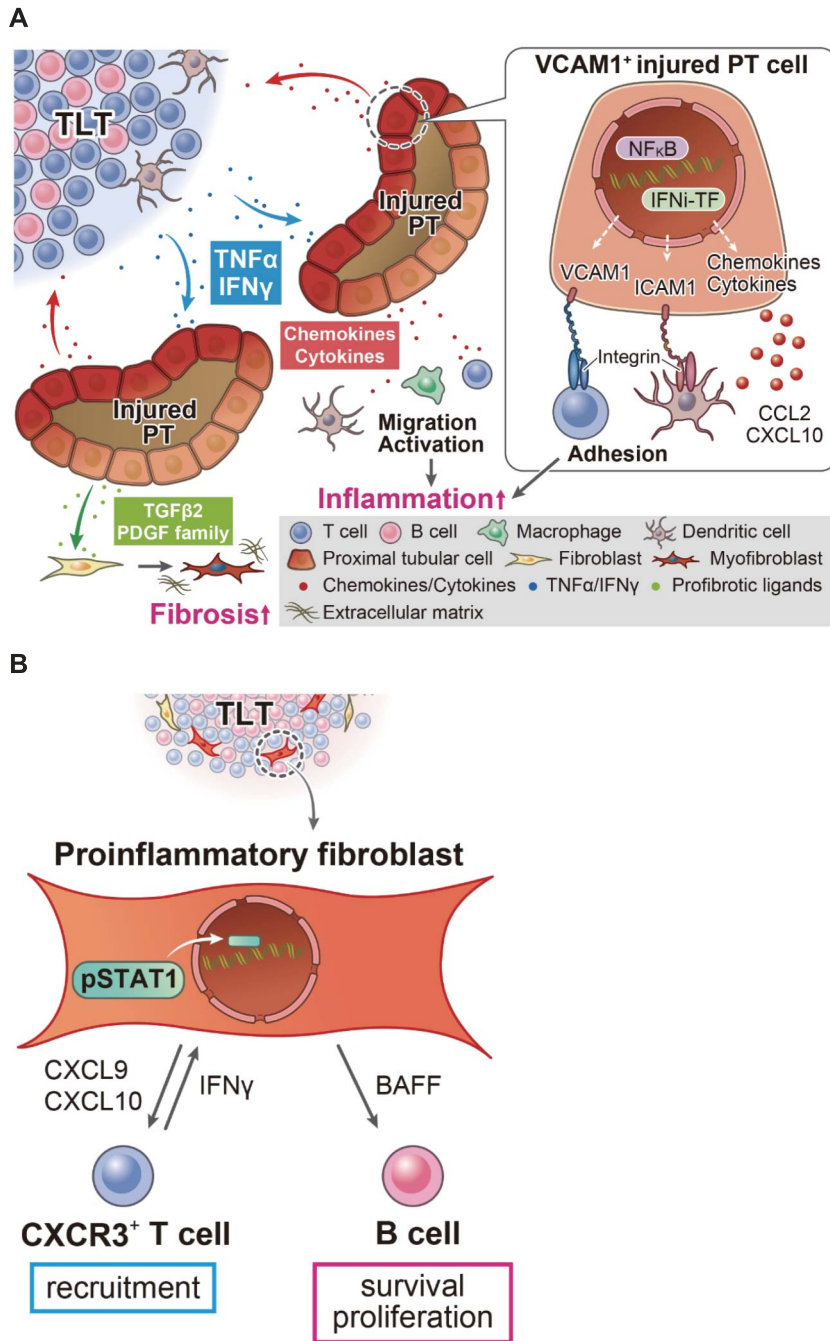 A
TLT
Injured
PT
TNFα
IFNγ
Chemokines
Cytokines
Injured
PT
Migration
Activation
TGFβ2
PDGF family
Fibrosis↑
Inflammation↑
VCAM1⁺ injured PT cell
NFκB
IFNi-TF
VCAM1
ICAM1
Chemokines
Cytokines
Integrin
CCL2
CXCL10
Adhesion
T cell B cell Macrophage Dendritic cell
Proximal tubular cell Fibroblast Myofibroblast
Chemokines/Cytokines TNFα/IFNγ Profibrotic ligands
Extracellular matrix
B
TLT
Proinflammatory fibroblast
pSTAT1
CXCL9
CXCL10
IFNγ
BAFF
CXCR3⁺ T cell
B cell
recruitment
survival
proliferation